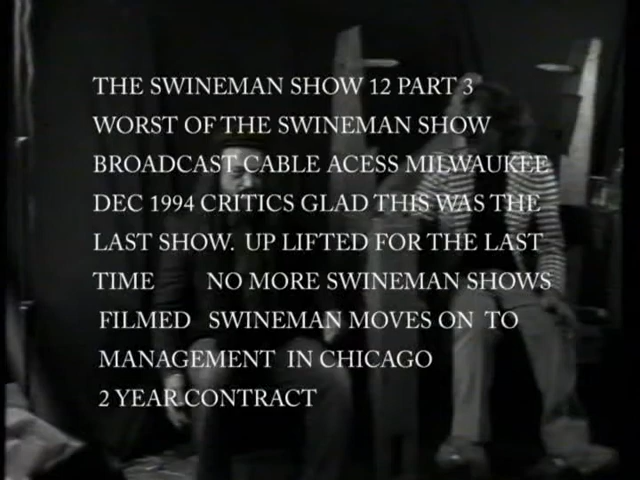 THE SWINEMAN SHOW 12 PART 3
WORST OF THE SWINEMAN SHOW
BROADCAST CABLE ACESS MILWAUKEE
DEC 1994 CRITICS GLAD THIS WAS THE
LAST SHOW. UP LIFTED FOR THE LAST
TIME NO MORE SWINEMAN SHOWS
FILMED SWINEMAN MOVES ON TO
MANAGEMENT IN CHICAGO
2 YEAR CONTRACT